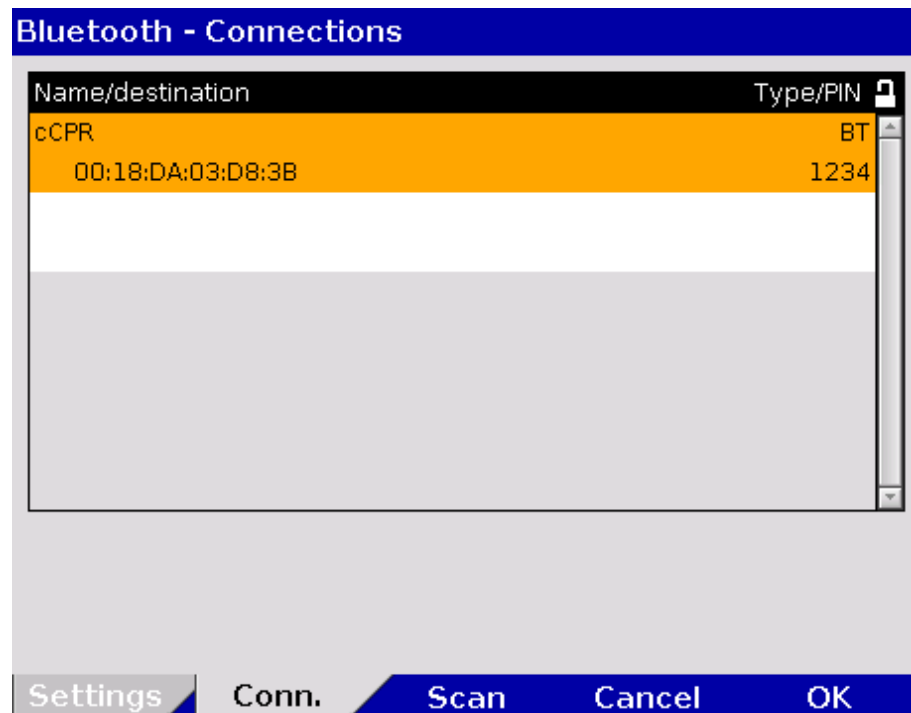 Bluetooth - Connections
Name/destination Type/PIN
cCPR BT
00:18:DA:03:D8:3B 1234
Settings Conn. Scan Cancel OK